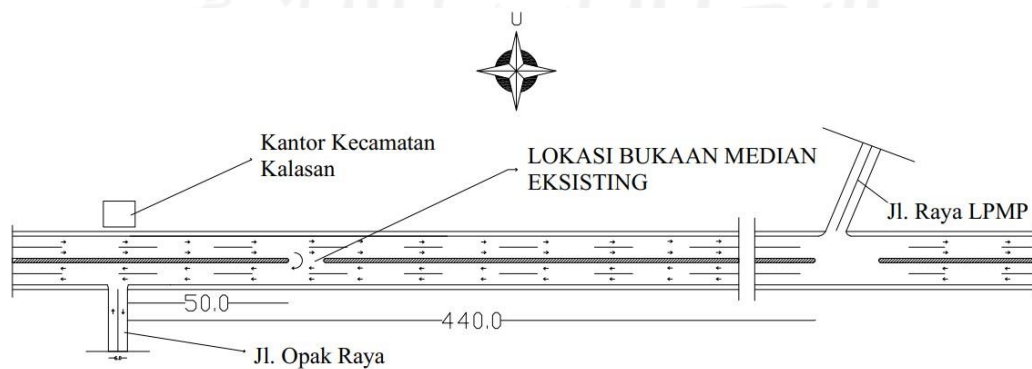 U
Kantor Kecamatan
Kalasan
LOKASI BUKAAN MEDIAN
EKSISTING
Jl. Raya LPMP
50.0
440.0
Jl. Opak Raya